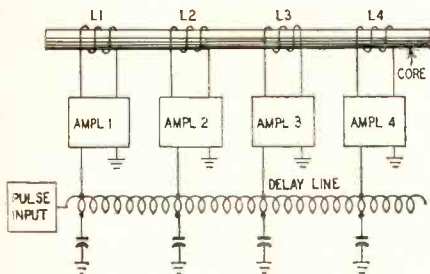 L1 L2 L3 L4
CORE
AMPL 1 AMPL 2 AMPL 3 AMPL 4
DELAY LINE
PULSE
INPUT